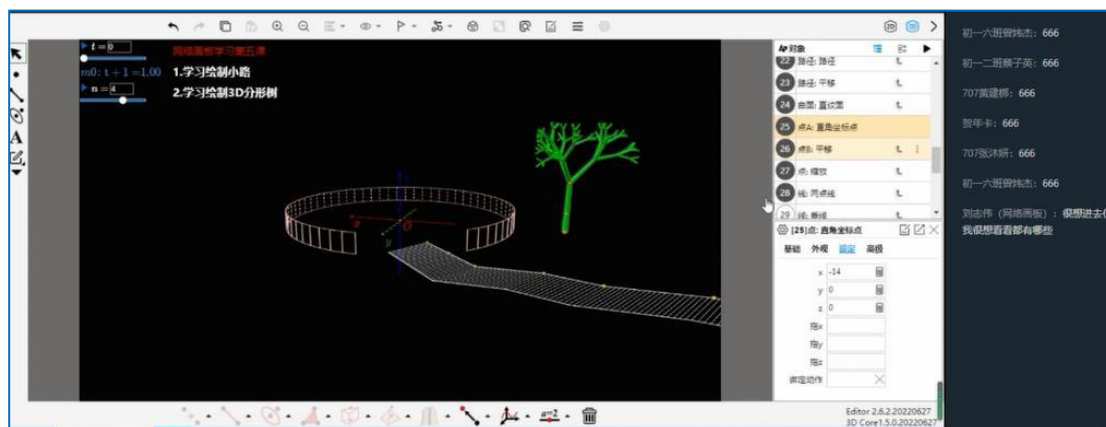 t = 0
网络画板学习第五课
m0: t + 1 =1.00
1.学习绘制小路
n = 4
2.学习绘制3D分形树
x
y
O
A
对象
22 路径: 路径
23 路径: 平移
24 曲面: 直纹面
25 点A: 直角坐标点
26 点B: 平移
27 点: 缩放
28 线: 两点线
29 线: 垂线
[25]点: 直角坐标点
基础 外观 设定 高级
x -14
y 0
z 0
拖x
拖y
拖z
绑定动作
a=2
Editor 2.6.2.20220627
3D Core1.5.0.20220627
初一六班曾炜杰: 666
初一二班蔡子英: 666
707黄建梆: 666
贺年卡: 666
707张沐妍: 666
初一六班曾炜杰: 666
刘志伟（网络画板）: 很想进去
我很想看看都有哪些